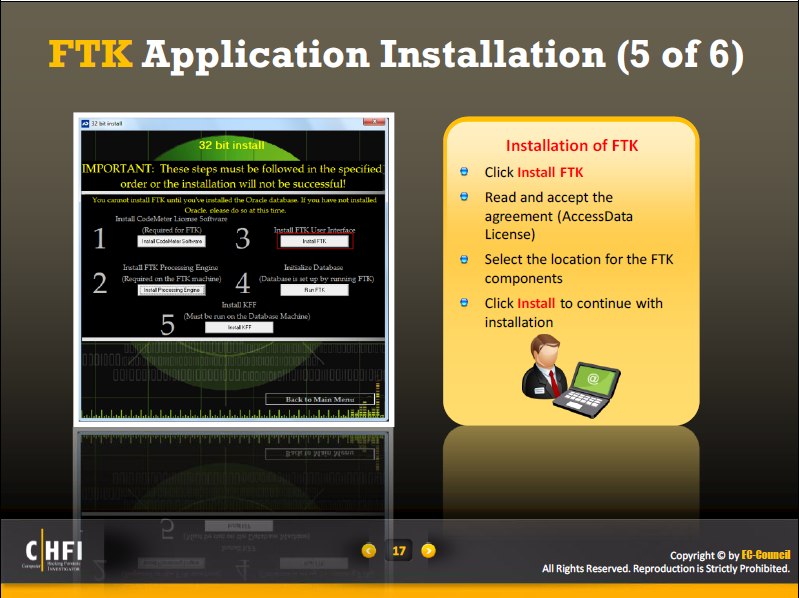 FTK Application Installation (5 of 6)
32 bit install
32 bit install
IMPORTANT: These steps must be followed in the specified
order or the installation will not be successful!
You cannot install FTK until you've installed the Oracle database. If you have not installed
Oracle, please do so at this time.
Install CodeMeter License Software
(Required for FTK)
1
Install CodeMeter Software
Install FTK User Interface
3
Install FTK
Install FTK Processing Engine
(Required on the FTK machine)
2
Install Processing Engine
Initialize Database
(Database is set up by running FTK)
4
Run FTK
Install KFF
(Must be run on the Database Machine)
5
Install KFF
Back to Main Menu
Installation of FTK
Click Install FTK
Read and accept the
agreement (AccessData
License)
Select the location for the FTK
components
Click Install to continue with
installation
@
CHFI
Computer Hacking Forensic
INVESTIGATOR
17
Copyright © by EC-Council
All Rights Reserved. Reproduction is Strictly Prohibited.